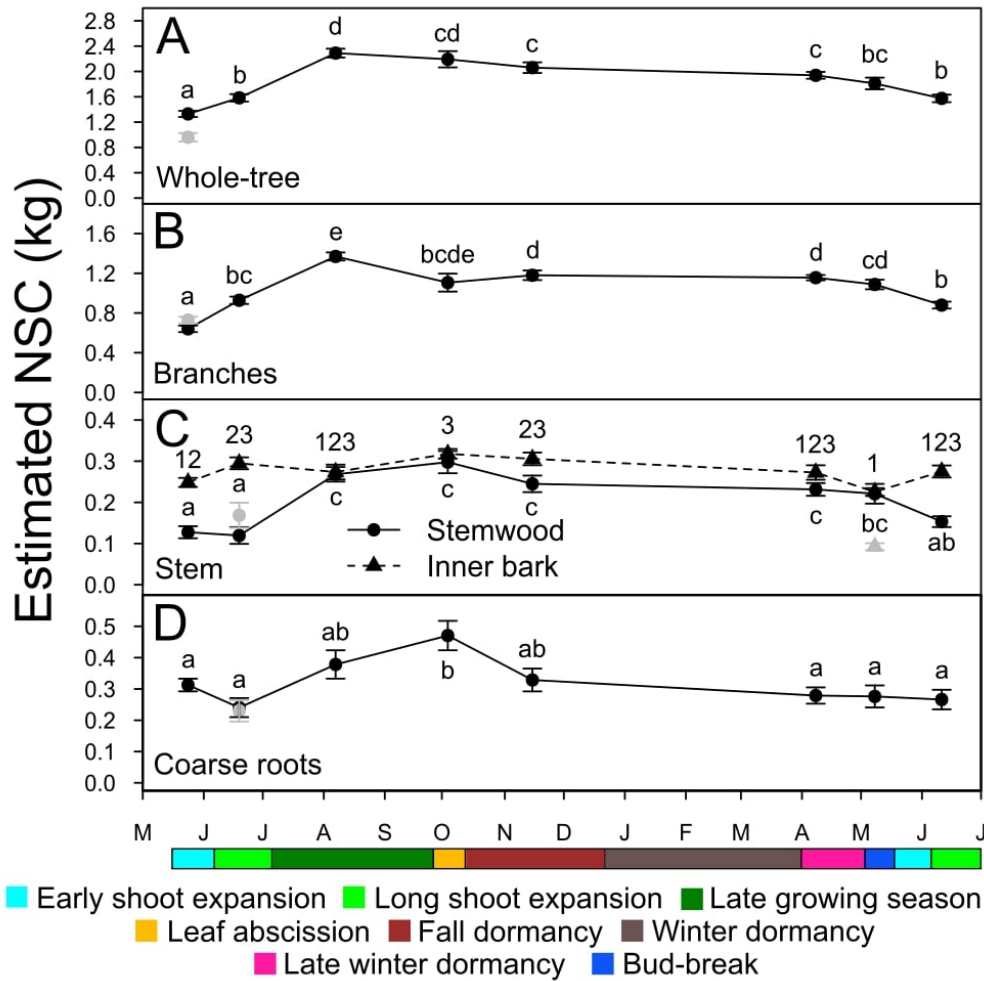 Estimated NSC (kg)
A
2.8
2.4
2.0
1.6
1.2
0.8
0.4
0.0
a b d cd c c bc b
Whole-tree
B
1.6
1.2
0.8
0.4
0.0
a bc e bcde d d cd b
Branches
C
0.4
0.3
0.2
0.1
0.0
12 23 123 3 23 123 1 123
a a c c c c bc ab
Stemwood
Inner bark
Stem
D
0.5
0.4
0.3
0.2
0.1
0.0
a a ab b ab a a a
Coarse roots
M J J A S O N D J F M A M J J
Early shoot expansion Long shoot expansion Late growing season
Leaf abscission Fall dormancy Winter dormancy
Late winter dormancy Bud-break